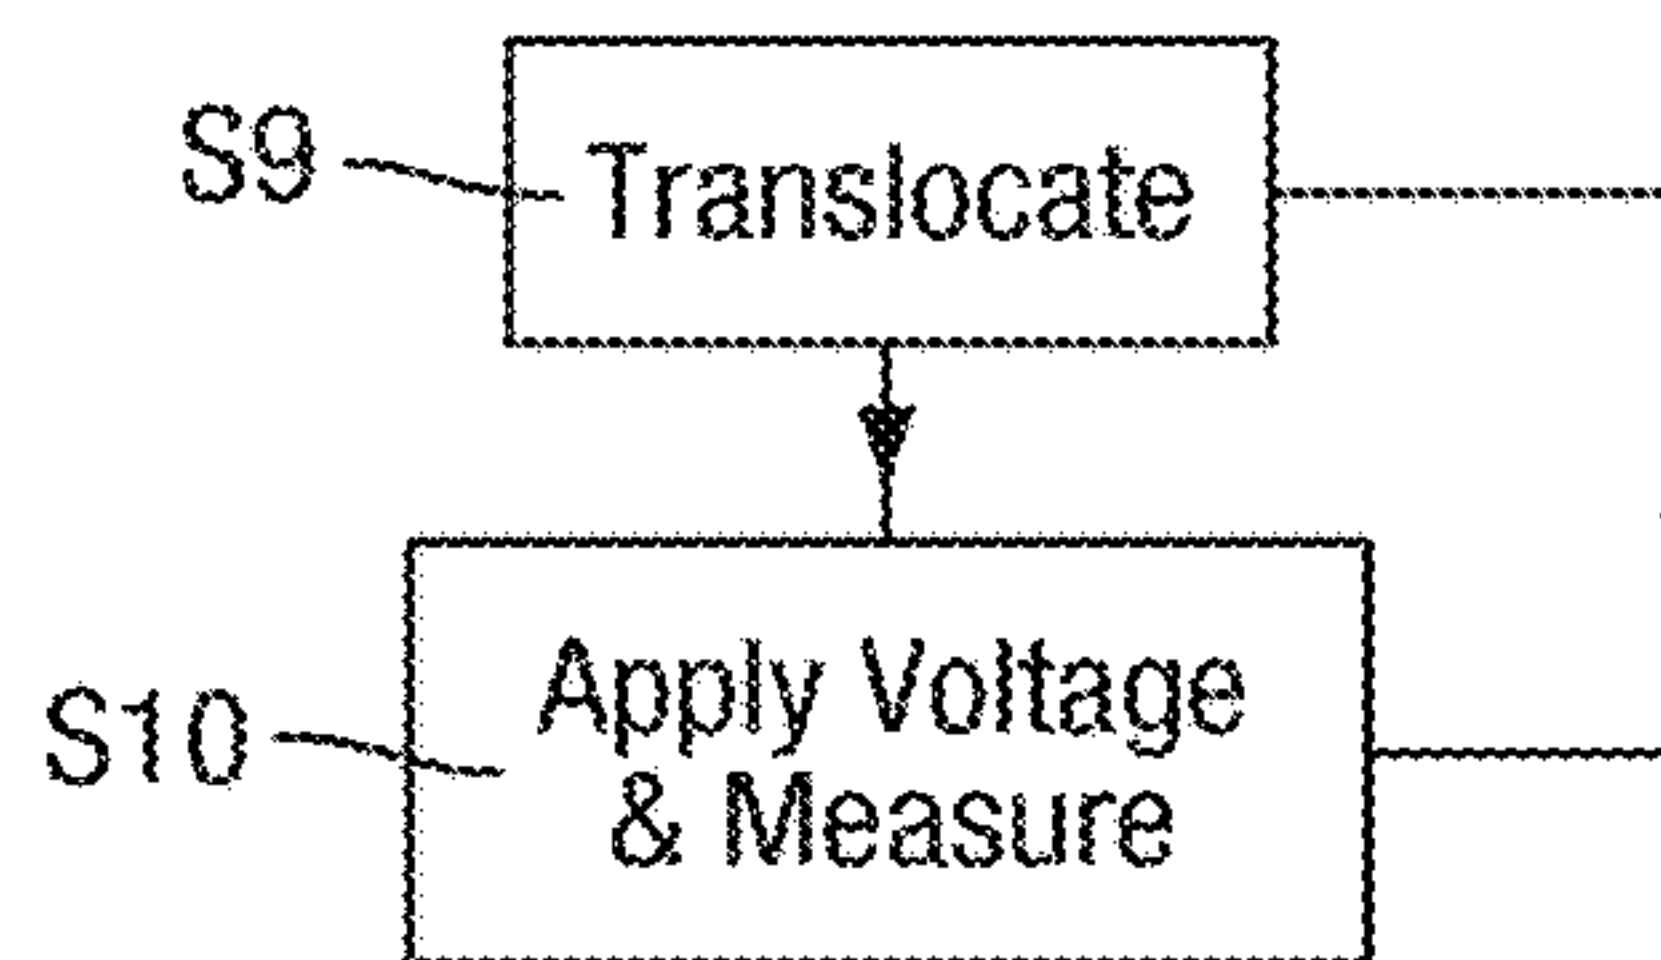 S9
Translocate
S10
Apply Voltage
& Measure